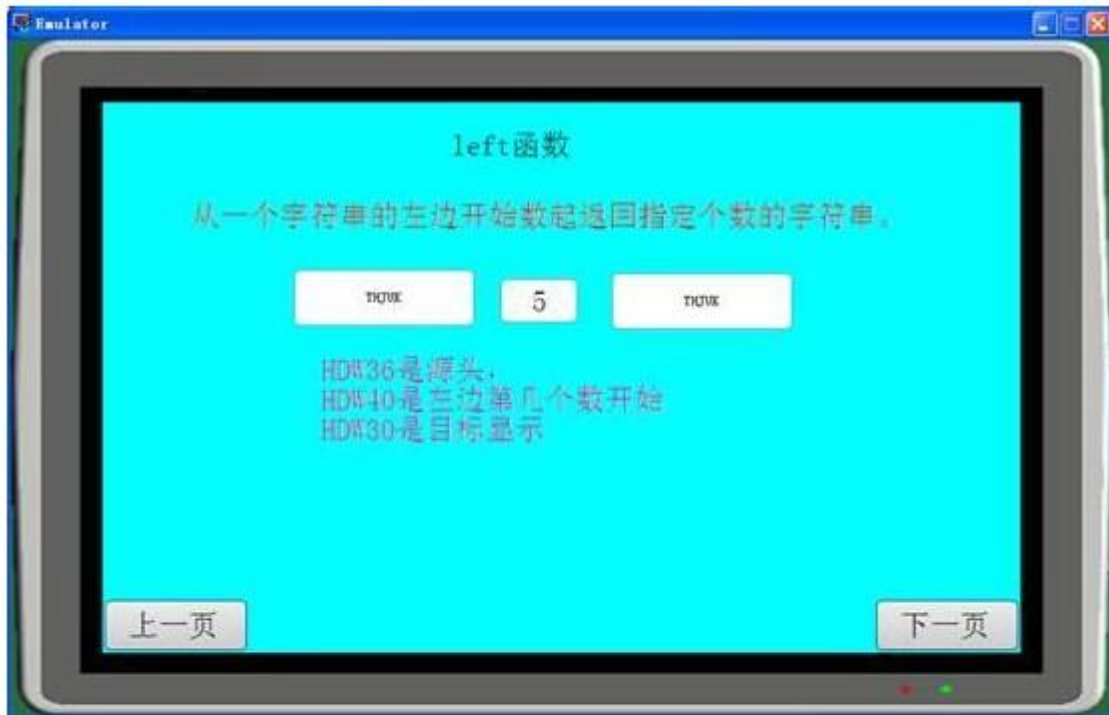 Emulator
left函数
从一个字符串的左边开始数起返回指定个数的字符串。
5
HDW36是源头，
HDW40是左边第几个数开始
HDW30是目标显示
上一页
下一页